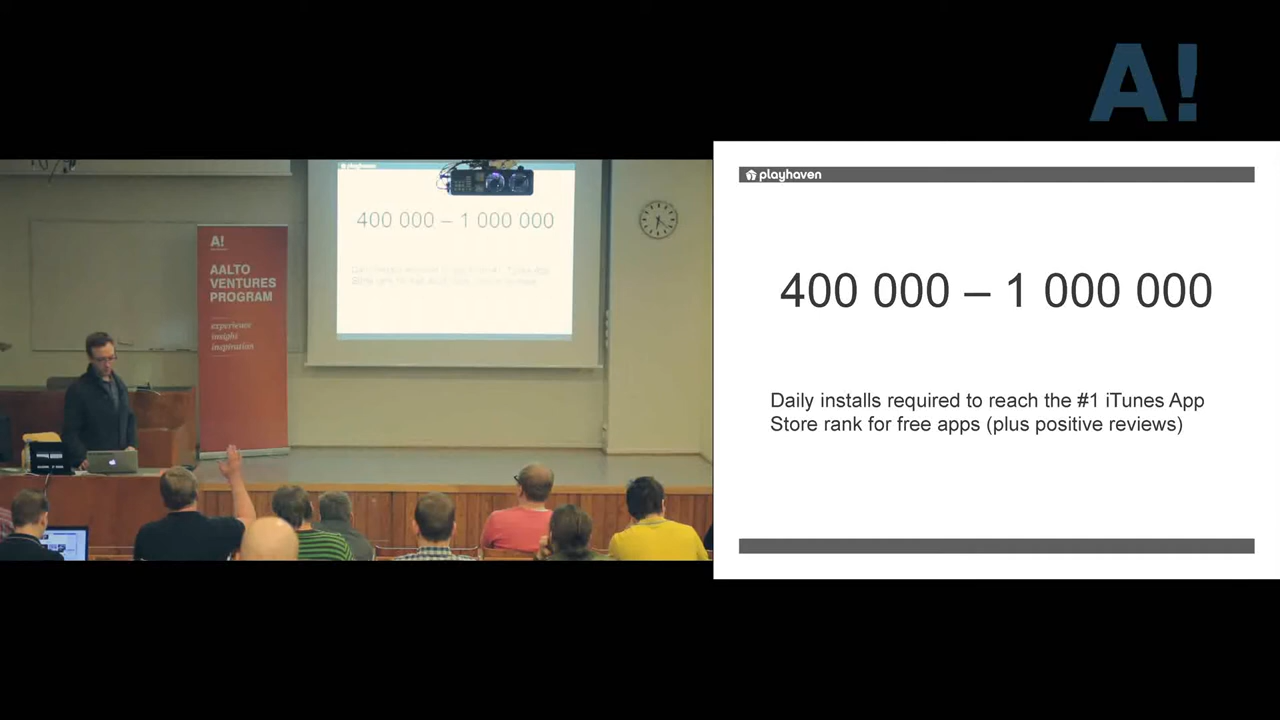 A!
A!
AALTO
VENTURES
PROGRAM
experience
insight
inspiration
playhaven
400 000 – 1 000 000
playhaven
400 000 – 1 000 000
Daily installs required to reach the #1 iTunes App
Store rank for free apps (plus positive reviews)